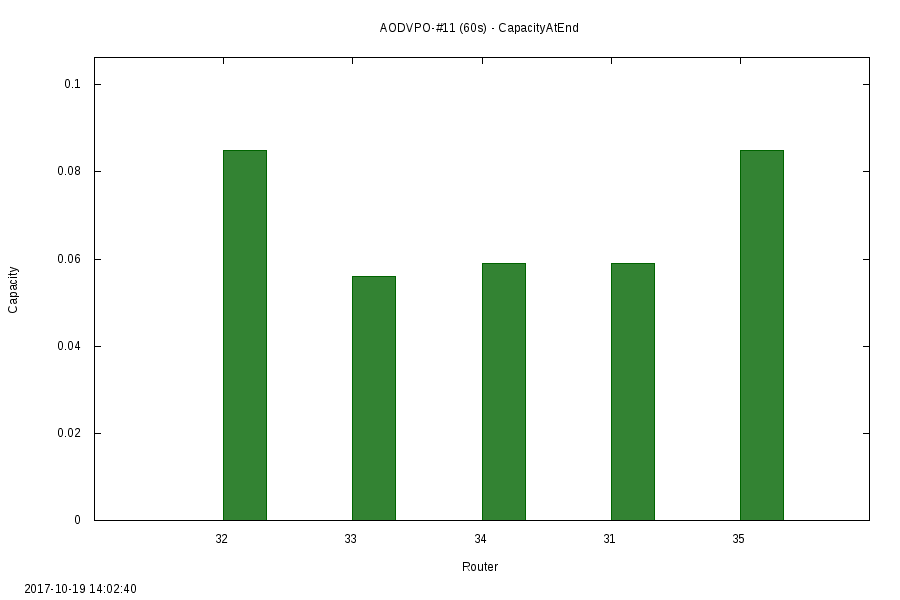 AODVPO-#11 (60s) - CapacityAtEnd
0.1
0.08
0.06
0.04
0.02
0
Capacity
32 33 34 31 35
Router
2017-10-19 14:02:40